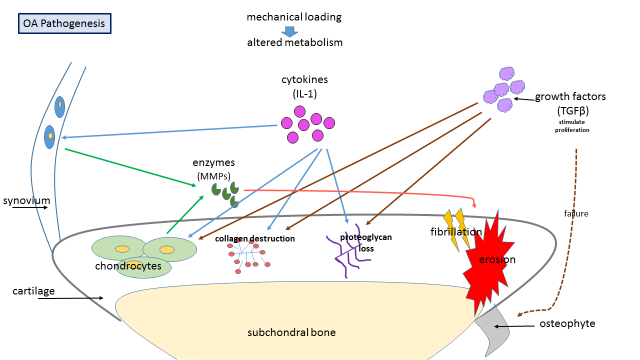 OA Pathogenesis
mechanical loading
altered metabolism
cytokines
(IL-1)
growth factors
(TGFβ)
stimulate
proliferation
enzymes
(MMPs)
synovium
failure
fibrillation
collagen destruction
proteoglycan
loss
chondrocytes
erosion
cartilage
osteophyte
subchondral bone